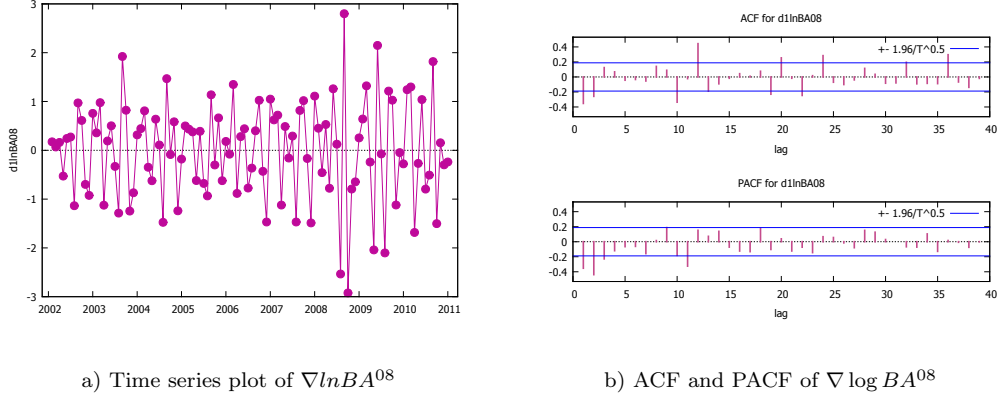 3
2
1
0
-1
-2
-3
2002 2003 2004 2005 2006 2007 2008 2009 2010 2011
d1lnBA08
ACF for d1lnBA08
+- 1.96/T^0.5
0.4
0.2
0
-0.2
-0.4
0 5 10 15 20 25 30 35 40
lag
PACF for d1lnBA08
+- 1.96/T^0.5
0.4
0.2
0
-0.2
-0.4
0 5 10 15 20 25 30 35 40
lag
a) Time series plot of ∇lnBA⁰⁸
b) ACF and PACF of ∇ log BA⁰⁸